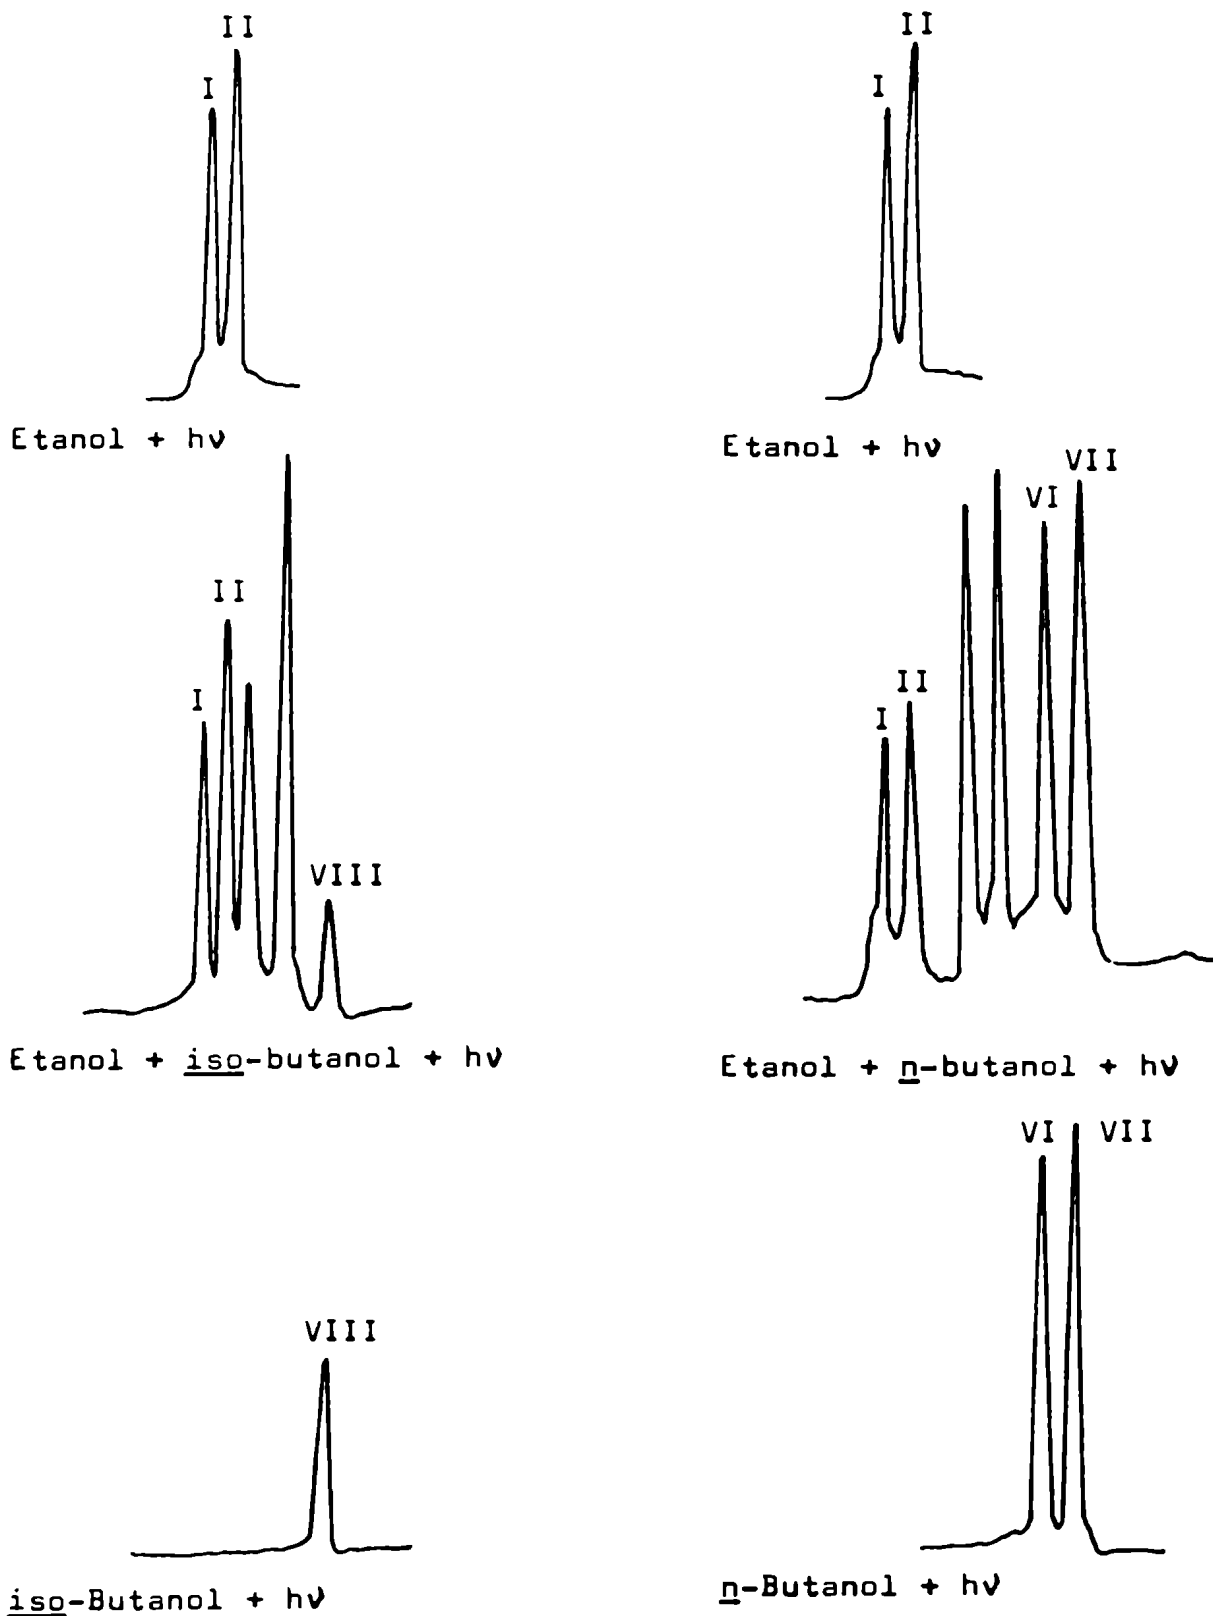 II
I
Etanol + hν
II
I
Etanol + hν
II
I
VIII
Etanol + iso-butanol + hν
VII
VI
II
I
Etanol + n-butanol + hν
VIII
iso-Butanol + hν
VI VII
n-Butanol + hν